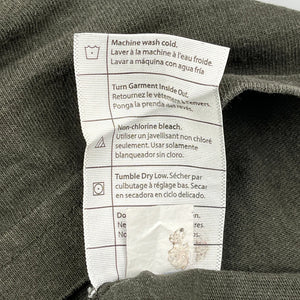 Machine wash cold.
Laver à la machine à l'eau froide.
Lavar a máquina con agua fría
Turn Garment Inside Out.
Retournez le vêtement à l'envers.
Ponga la prenda del revés.
Non-chlorine bleach.
Utiliser un javellisant non chloré
seulement. Usar solamente
blanqueador sin cloro.
Tumble Dry Low. Sécher par
culbutage à réglage bas. Secar
en secadora en ciclo delicado.
Do